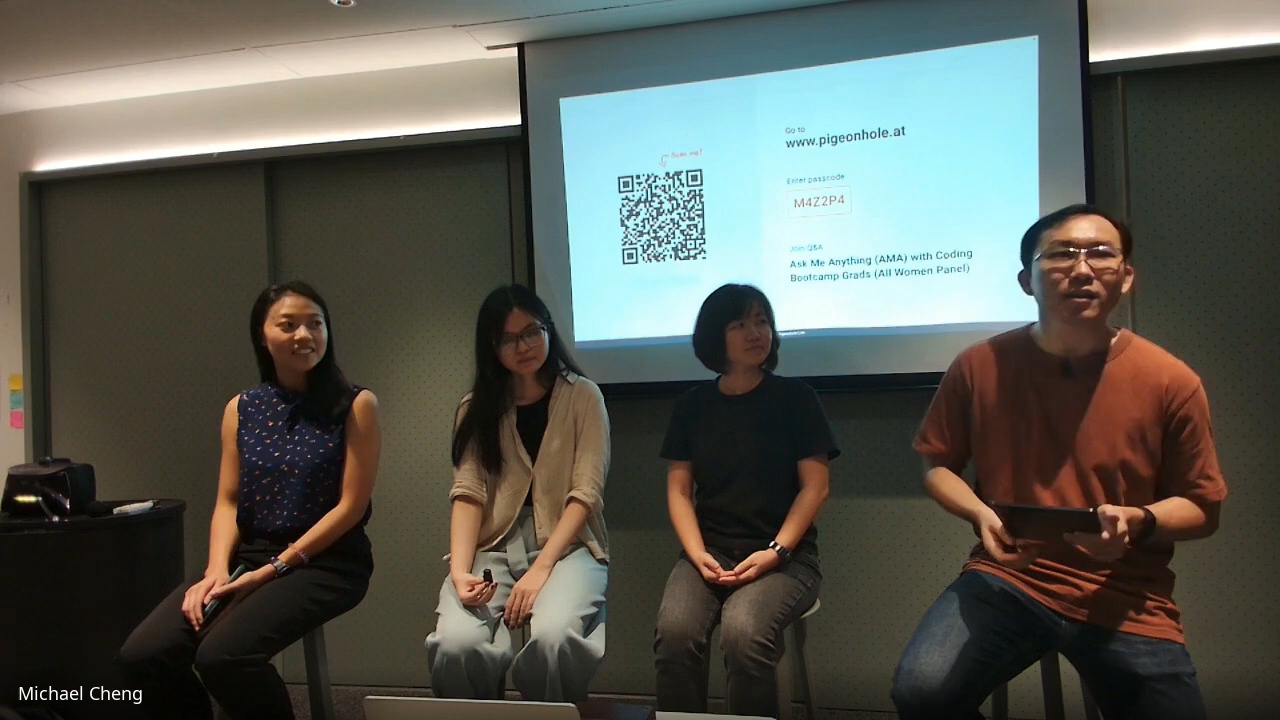 Scan me!
Go to
www.pigeonhole.at
Enter passcode
M4Z2P4
Join Q&A
Ask Me Anything (AMA) with Coding
Bootcamp Grads (All Women Panel)
Michael Cheng